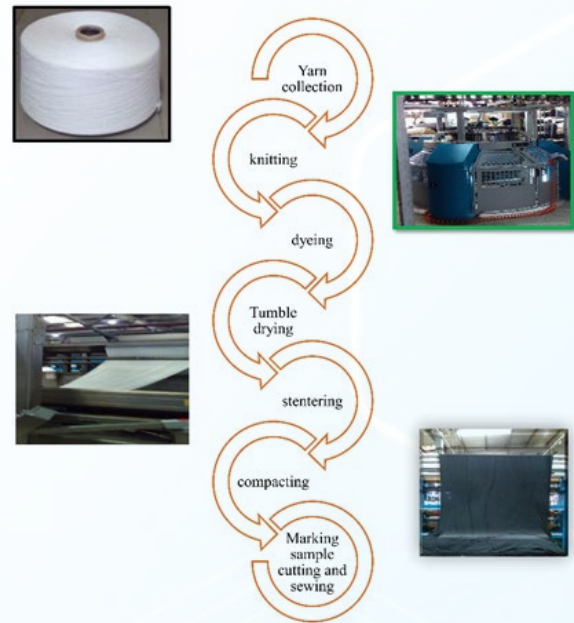 Yarn
collection
knitting
dyeing
Tumble
drying
stentering
compacting
Marking
sample
cutting and
sewing